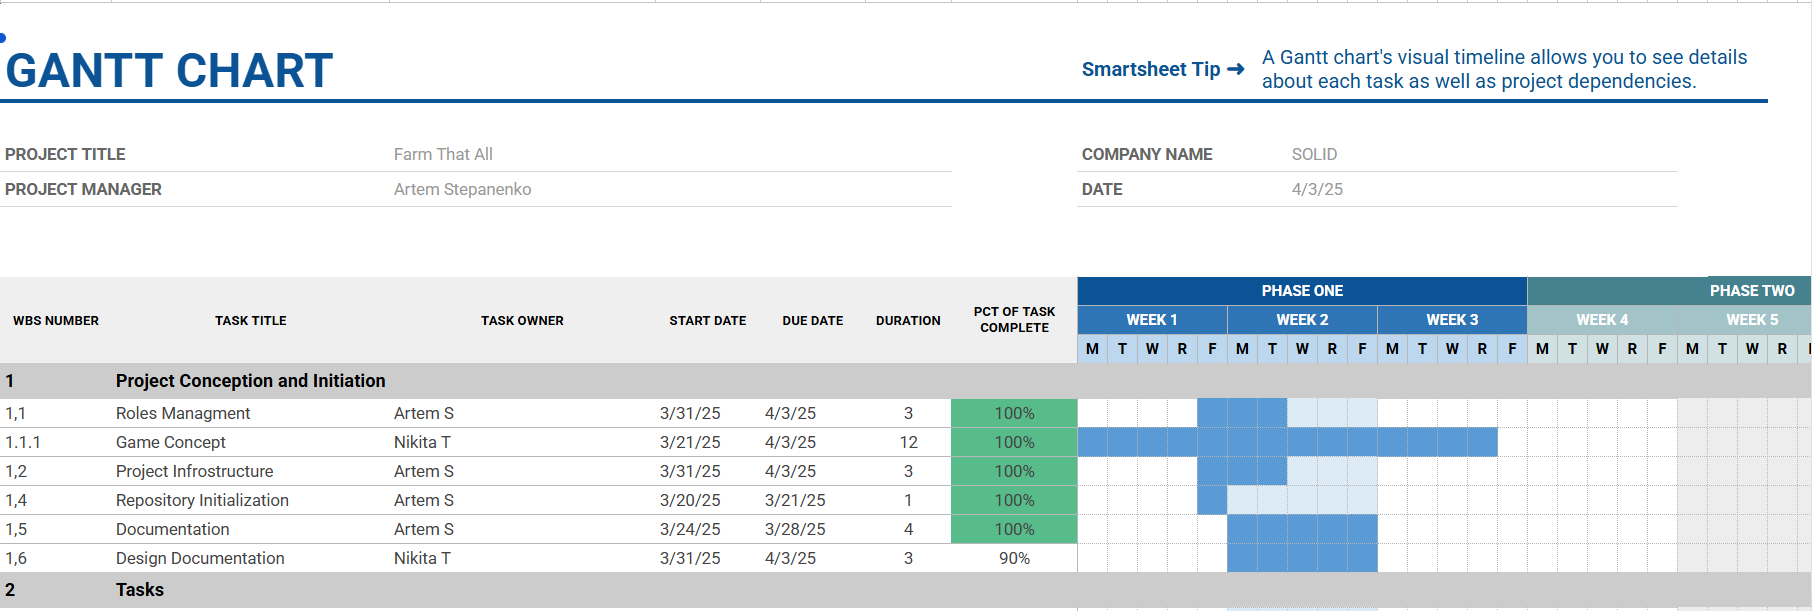 GANTT CHART
Smartsheet Tip ➜
A Gantt chart's visual timeline allows you to see details
about each task as well as project dependencies.
PROJECT TITLE Farm That All COMPANY NAME SOLID
PROJECT MANAGER Artem Stepanenko DATE 4/3/25
WBS NUMBER TASK TITLE TASK OWNER START DATE DUE DATE DURATION PCT OF TASK COMPLETE
PHASE ONE PHASE TWO
WEEK 1 WEEK 2 WEEK 3 WEEK 4 WEEK 5
M T W R F M T W R F M T W R F M T W R F M T W R
1 Project Conception and Initiation
1,1 Roles Managment Artem S 3/31/25 4/3/25 3 100%
1.1.1 Game Concept Nikita T 3/21/25 4/3/25 12 100%
1,2 Project Infrostructure Artem S 3/31/25 4/3/25 3 100%
1,4 Repository Initialization Artem S 3/20/25 3/21/25 1 100%
1,5 Documentation Artem S 3/24/25 3/28/25 4 100%
1,6 Design Documentation Nikita T 3/31/25 4/3/25 3 90%
2 Tasks